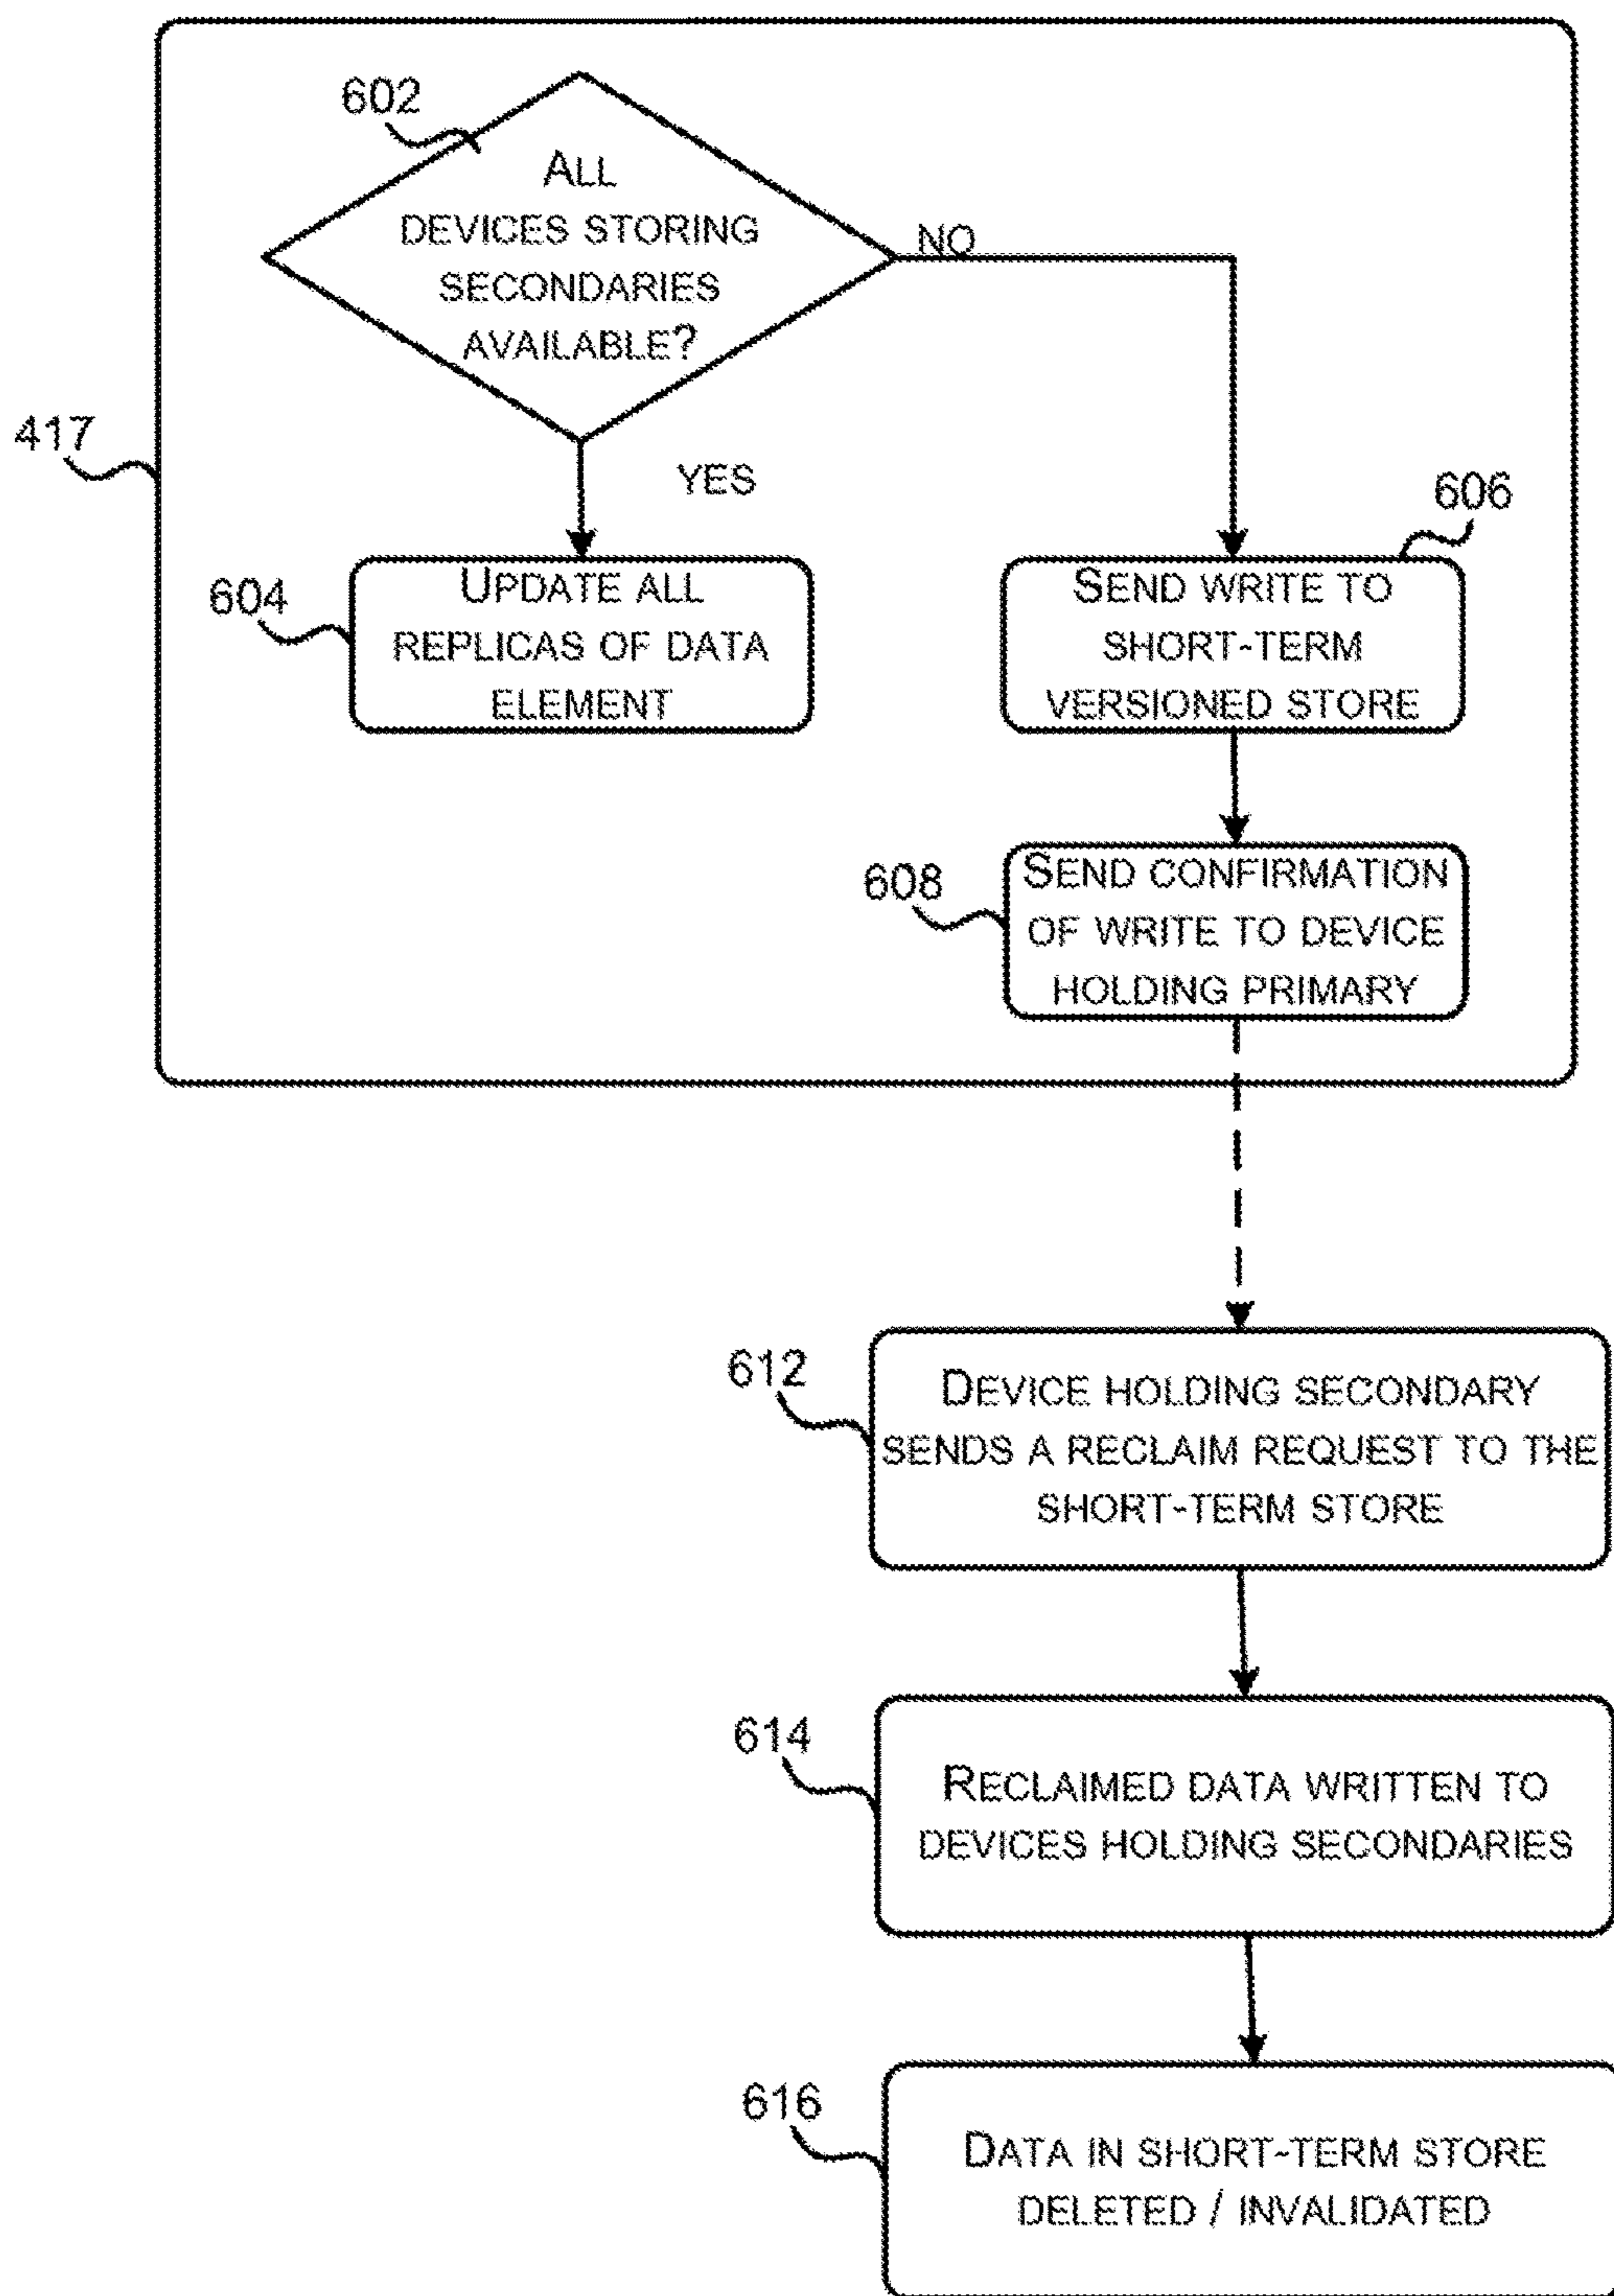 602
All
devices storing
secondaries
available?
no
417
yes
606
604
Update all
replicas of data
element
Send write to
short-term
versioned store
608
Send confirmation
of write to device
holding primary
612
Device holding secondary
sends a reclaim request to the
short-term store
614
Reclaimed data written to
devices holding secondaries
616
Data in short-term store
deleted / invalidated